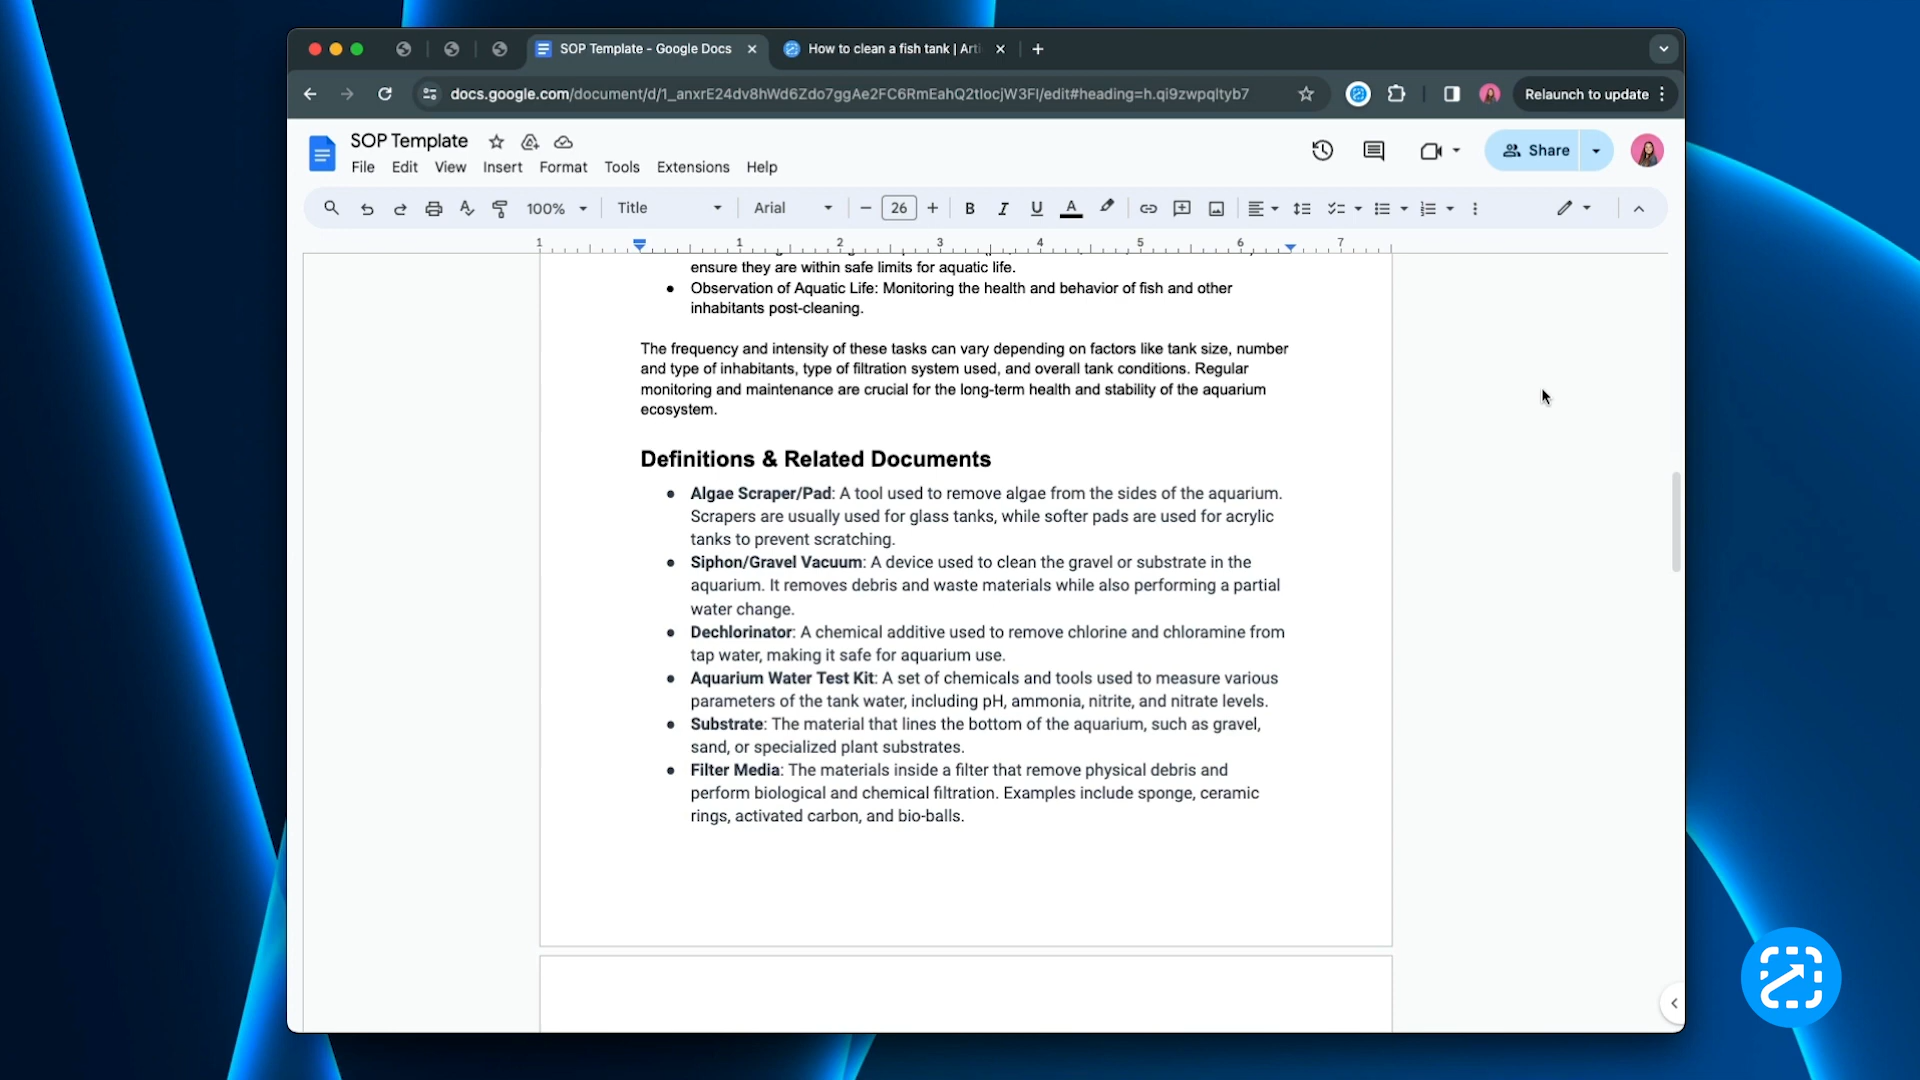 SOP Template - Google Docs
How to clean a fish tank | Arti
docs.google.com/document/d/1_anxrE24dv8hWd6Zdo7ggAe2FC6RmEahQ2tIocjW3FI/edit#heading=h.qi9zwpqltyb7
Relaunch to update
SOP Template
File Edit View Insert Format Tools Extensions Help
Share
100% Title Arial 26 B I U A
1 1 2 3 4 5 6 7
ensure they are within safe limits for aquatic life.
● Observation of Aquatic Life: Monitoring the health and behavior of fish and other
inhabitants post-cleaning.
The frequency and intensity of these tasks can vary depending on factors like tank size, number
and type of inhabitants, type of filtration system used, and overall tank conditions. Regular
monitoring and maintenance are crucial for the long-term health and stability of the aquarium
ecosystem.
Definitions & Related Documents
● Algae Scraper/Pad: A tool used to remove algae from the sides of the aquarium.
Scrapers are usually used for glass tanks, while softer pads are used for acrylic
tanks to prevent scratching.
● Siphon/Gravel Vacuum: A device used to clean the gravel or substrate in the
aquarium. It removes debris and waste materials while also performing a partial
water change.
● Dechlorinator: A chemical additive used to remove chlorine and chloramine from
tap water, making it safe for aquarium use.
● Aquarium Water Test Kit: A set of chemicals and tools used to measure various
parameters of the tank water, including pH, ammonia, nitrite, and nitrate levels.
● Substrate: The material that lines the bottom of the aquarium, such as gravel,
sand, or specialized plant substrates.
● Filter Media: The materials inside a filter that remove physical debris and
perform biological and chemical filtration. Examples include sponge, ceramic
rings, activated carbon, and bio-balls.